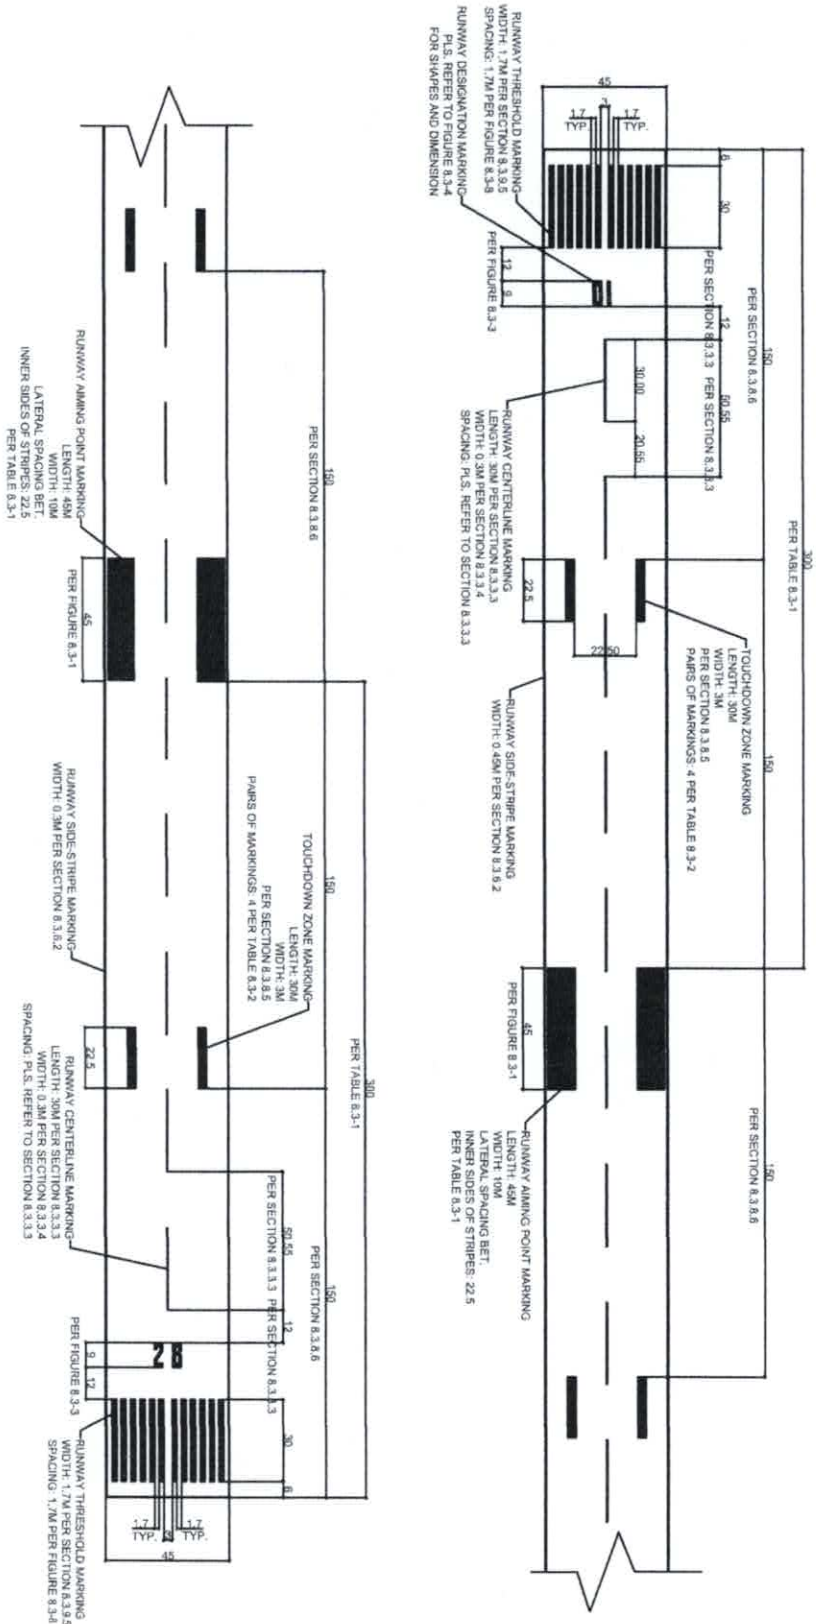 RUNWAY THRESHOLD MARKING
WIDTH: 1.7M PER SECTION 8.3.9.5
SPACING: 1.7M PER FIGURE 8.3-8
RUNWAY DESIGNATION MARKING
PLS. REFER TO FIGURE 8.3-4
FOR SHAPES AND DIMENSION
45
1.7
TYP.
3
1.7
TYP.
6
30
12
9
PER FIGURE 8.3-3
12
PER SECTION 8.3.3.3
50.55
PER SECTION 8.3.3.3
30.00
20.55
150
PER SECTION 8.3.8.6
300
PER TABLE 8.3-1
RUNWAY CENTERLINE MARKING
LENGTH: 30M PER SECTION 8.3.3.3
WIDTH: 0.3M PER SECTION 8.3.3.4
SPACING: PLS. REFER TO SECTION 8.3.3.3
22.5
22.50
TOUCHDOWN ZONE MARKING
LENGTH: 30M
WIDTH: 3M
PER SECTION 8.3.8.5
PAIRS OF MARKINGS: 4 PER TABLE 8.3-2
150
RUNWAY SIDE-STRIPE MARKING
WIDTH: 0.45M PER SECTION 8.3.6.2
45
PER FIGURE 8.3-1
RUNWAY AIMING POINT MARKING
LENGTH: 45M
WIDTH: 10M
LATERAL SPACING BET.
INNER SIDES OF STRIPES: 22.5
PER TABLE 8.3-1
150
PER SECTION 8.3.8.6
RUNWAY AIMING POINT MARKING
LENGTH: 45M
WIDTH: 10M
LATERAL SPACING BET.
INNER SIDES OF STRIPES: 22.5
PER TABLE 8.3-1
150
PER SECTION 8.3.8.6
45
PER FIGURE 8.3-1
RUNWAY SIDE-STRIPE MARKING
WIDTH: 0.3M PER SECTION 8.3.6.2
150
TOUCHDOWN ZONE MARKING
LENGTH: 30M
WIDTH: 3M
PER SECTION 8.3.8.5
PAIRS OF MARKINGS: 4 PER TABLE 8.3-2
22.5
300
PER TABLE 8.3-1
RUNWAY CENTERLINE MARKING
LENGTH: 30M PER SECTION 8.3.3.3
WIDTH: 0.3M PER SECTION 8.3.3.4
SPACING: PLS. REFER TO SECTION 8.3.3.3
50.55
PER SECTION 8.3.3.3
12
PER SECTION 8.3.3.3
150
PER SECTION 8.3.8.6
28
9
12
PER FIGURE 8.3-3
30
6
1.7
TYP.
1.7
TYP.
45
RUNWAY THRESHOLD MARKING
WIDTH: 1.7M PER SECTION 8.3.9.5
SPACING: 1.7M PER FIGURE 8.3-8